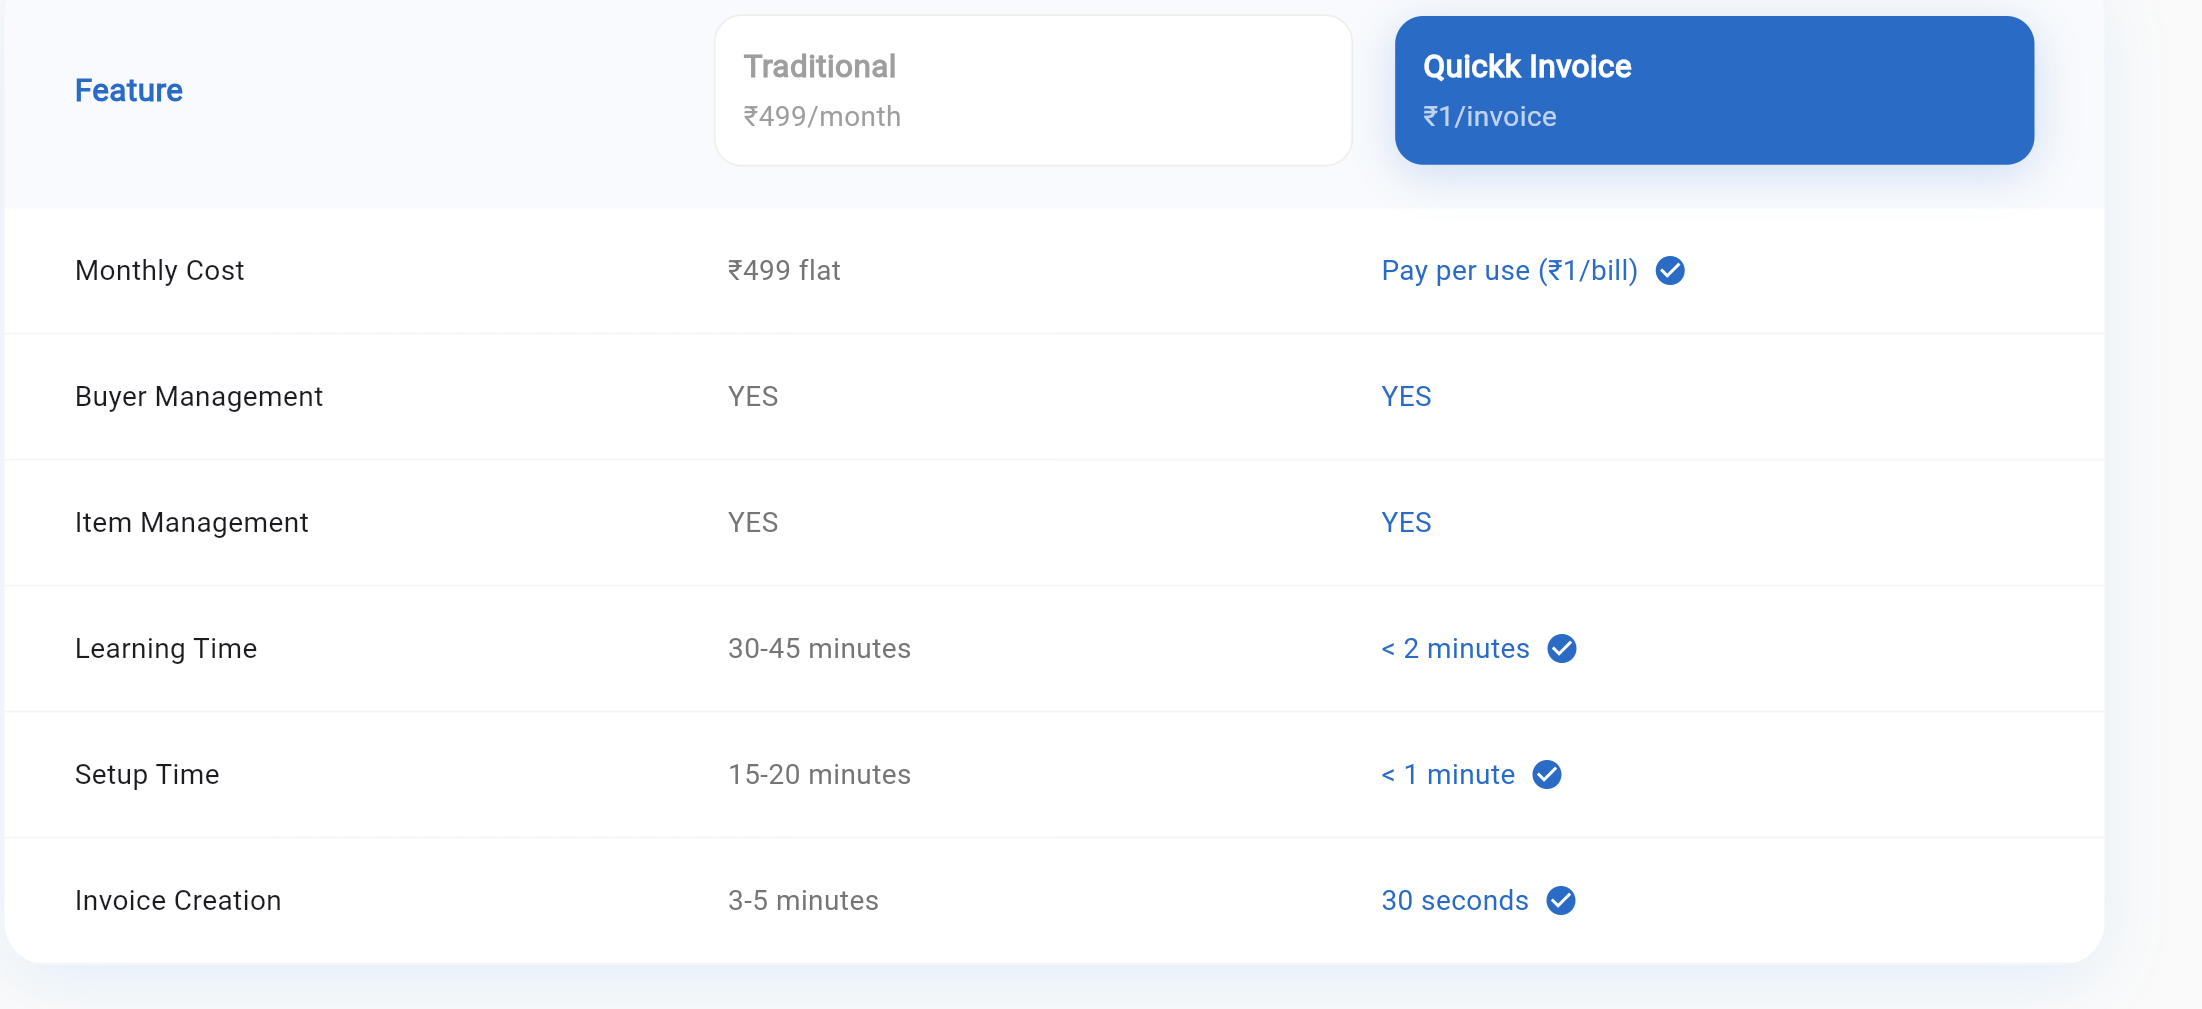 Feature
Traditional
₹499/month
Quickk Invoice
₹1/invoice
Monthly Cost
₹499 flat
Pay per use (₹1/bill)
Buyer Management
YES
YES
Item Management
YES
YES
Learning Time
30-45 minutes
< 2 minutes
Setup Time
15-20 minutes
< 1 minute
Invoice Creation
3-5 minutes
30 seconds